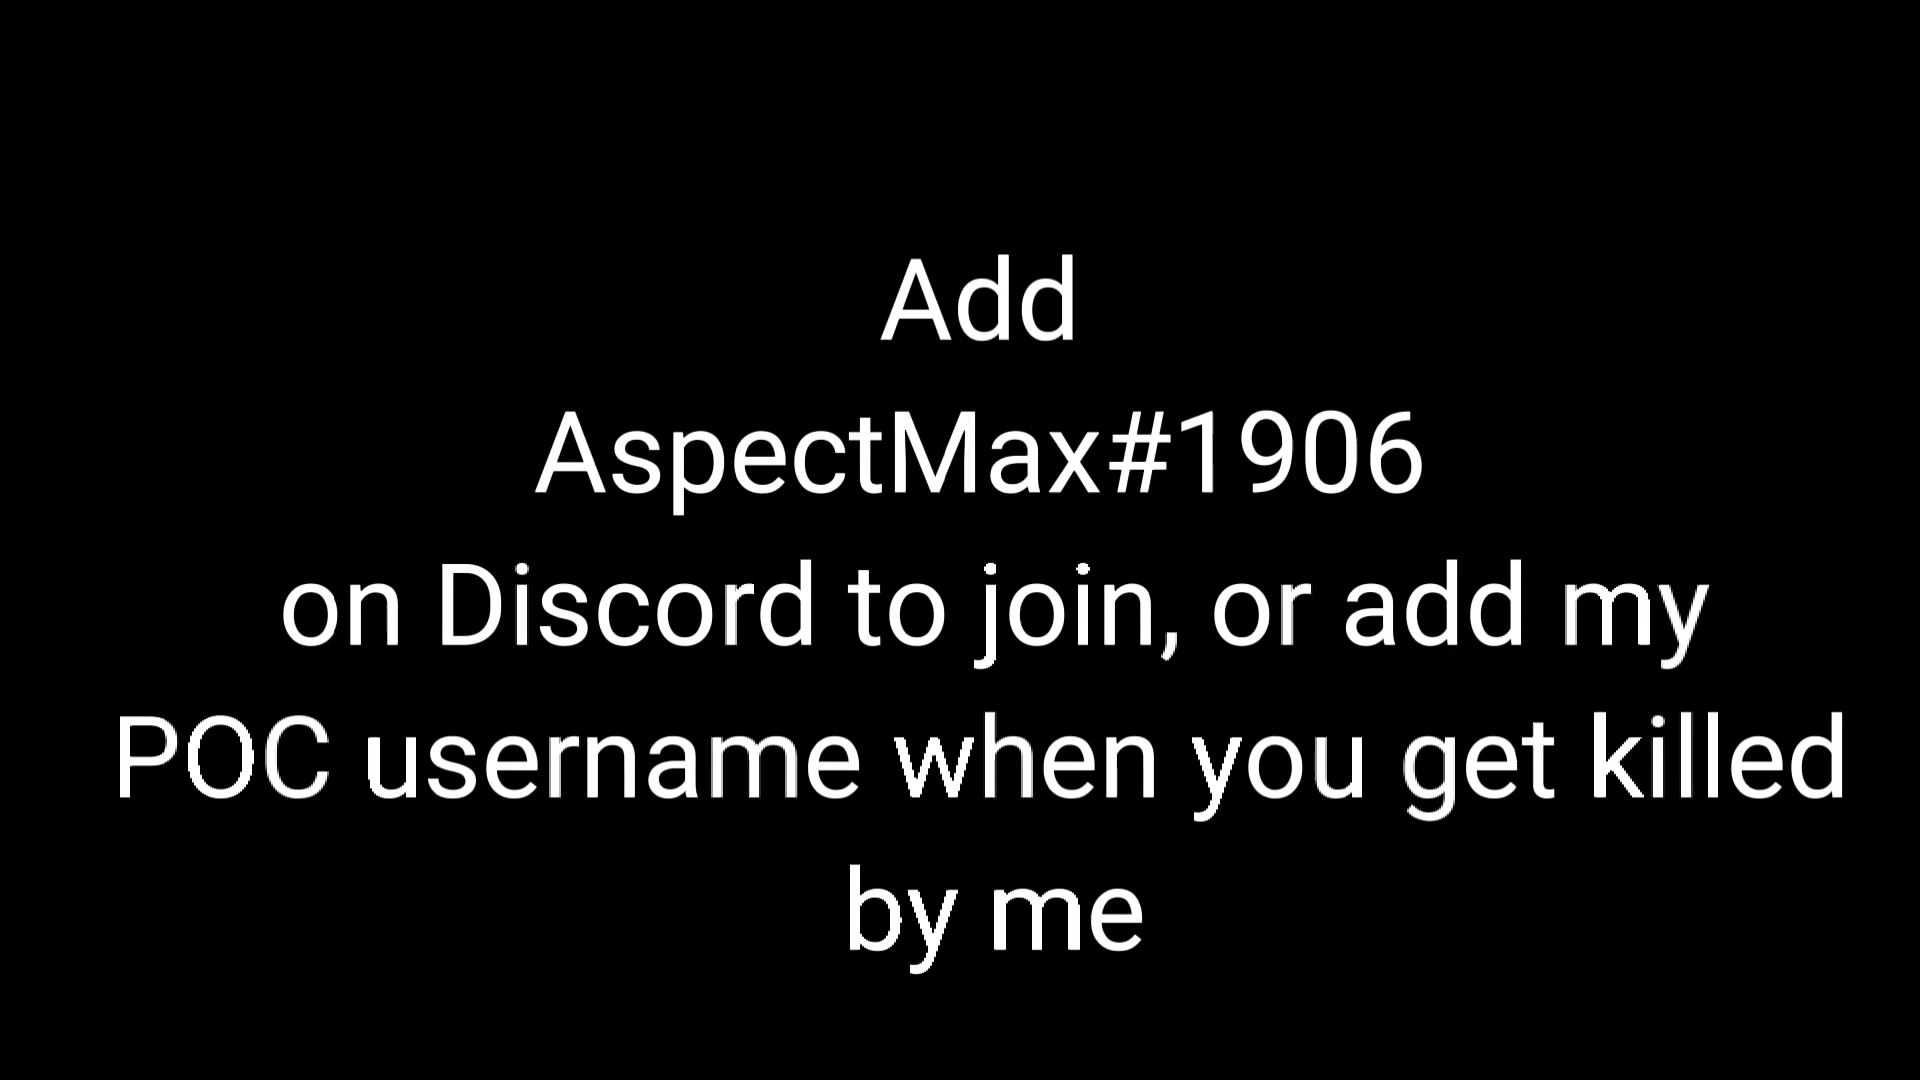 Add
AspectMax#1906
on Discord to join, or add my
POC username when you get killed
by me